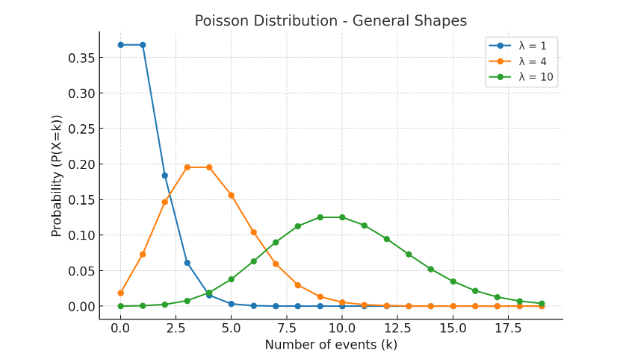 Poisson Distribution - General Shapes
λ = 1
λ = 4
λ = 10
Probability (P(X=k))
0.35
0.30
0.25
0.20
0.15
0.10
0.05
0.00
0.0 2.5 5.0 7.5 10.0 12.5 15.0 17.5
Number of events (k)